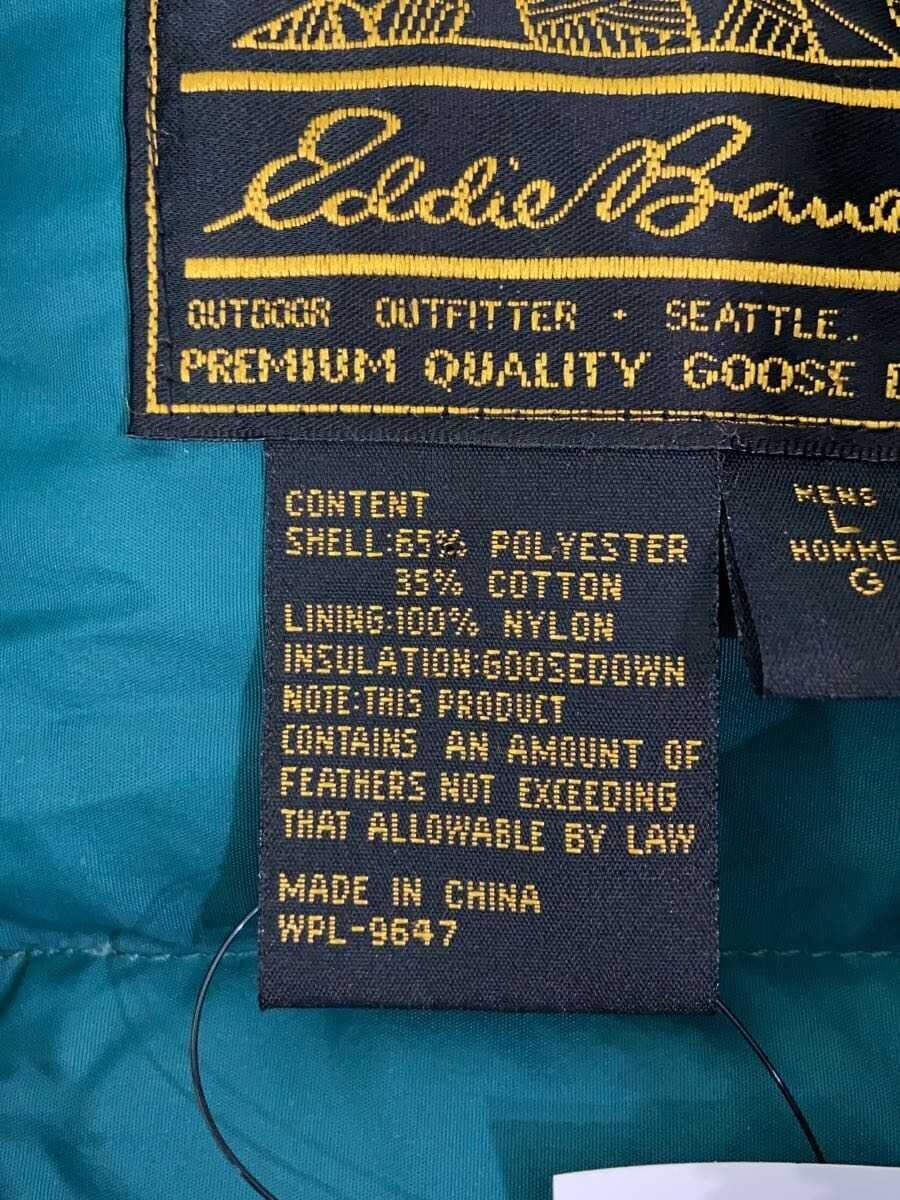 Eddie Baue
OUTDOOR OUTFITTER · SEATTLE..
PREMIUM QUALITY GOOSE D
CONTENT
SHELL:65% POLYESTER
35% COTTON
LINING:100% NYLON
INSULATION:GOOSEDOWN
NOTE:THIS PRODUCT
CONTAINS AN AMOUNT OF
FEATHERS NOT EXCEEDING
THAT ALLOWABLE BY LAW
MADE IN CHINA
WPL-9647
MENS
L
HOMME
G